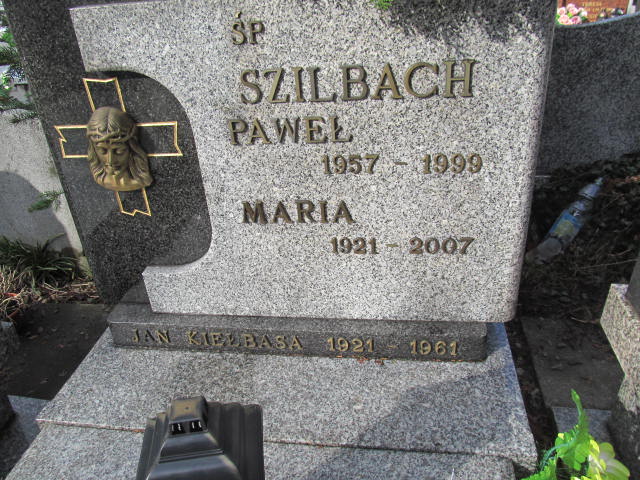 ŚP
SZILBACH
PAWEŁ
1957 - 1999
MARIA
1921 - 2007
JAN KIEŁBASA 1921 - 1961